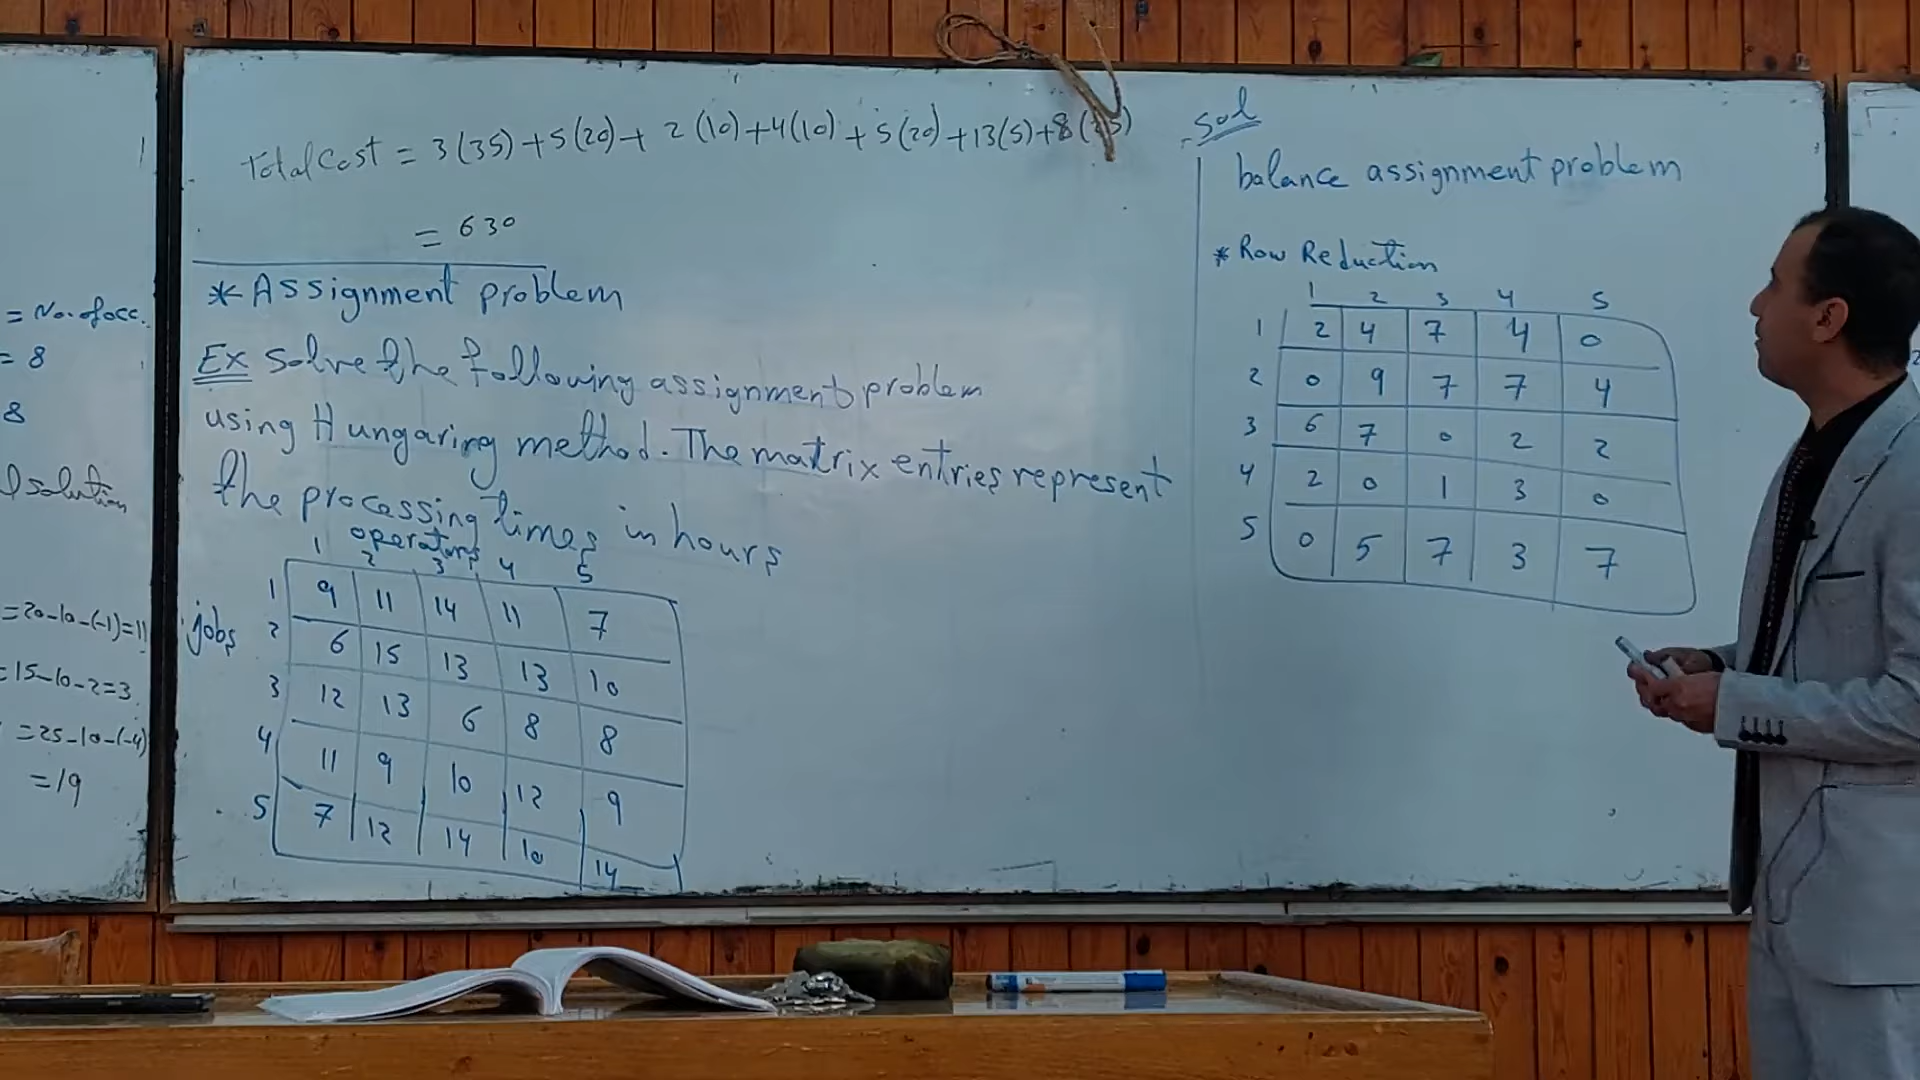 = No. of occ.
= 8
8
l solution
= 20-10-(-1)=11
= 15-10-2=3
= 25-10-(-4)
= 19
Total Cost = 3(35)+5(20)+ 2(10)+4(10)+5(20)+13(5)+8(25)
= 630
* Assignment problem
Ex Solve the following assignment problem
using Hungaring method. The matrix entries represent
the processing times in hours
operators
1 2 3 4 5
jobs
1 9 11 14 11 7
2 6 15 13 13 10
3 12 13 6 8 8
4 11 9 10 12 9
5 7 12 14 10 14
Sol
balance assignment problem
* Row Reduction
1 2 3 4 5
1 2 4 7 4 0
2 0 9 7 7 4
3 6 7 0 2 2
4 2 0 1 3 0
5 0 5 7 3 7